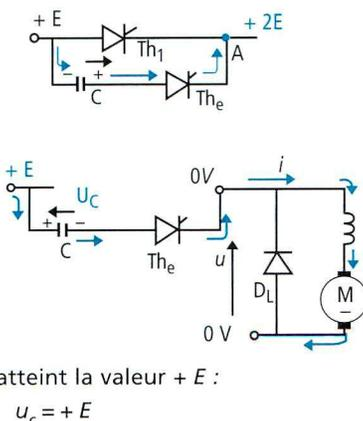 + E
+ 2E
Th1
A
- +
C
The
+ E
UC
0V
i
+ -
C
The
u
DL
M
0 V
atteint la valeur + E :
uc = + E